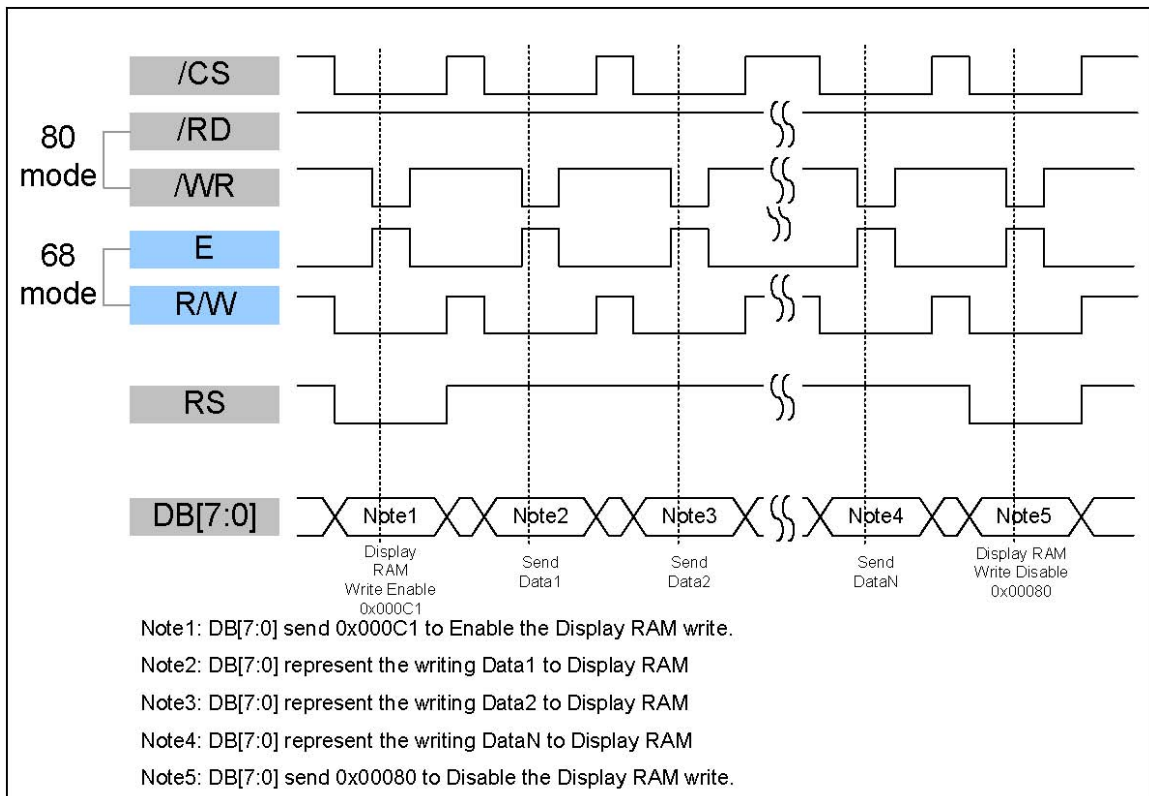 /CS
80
mode
/RD
/WR
68
mode
E
R/W
RS
DB[7:0]
Note1
Note2
Note3
Note4
Note5
Display
RAM
Write Enable
0x000C1
Send
Data1
Send
Data2
Send
DataN
Display RAM
Write Disable
0x00080
Note1: DB[7:0] send 0x000C1 to Enable the Display RAM write.
Note2: DB[7:0] represent the writing Data1 to Display RAM
Note3: DB[7:0] represent the writing Data2 to Display RAM
Note4: DB[7:0] represent the writing DataN to Display RAM
Note5: DB[7:0] send 0x00080 to Disable the Display RAM write.